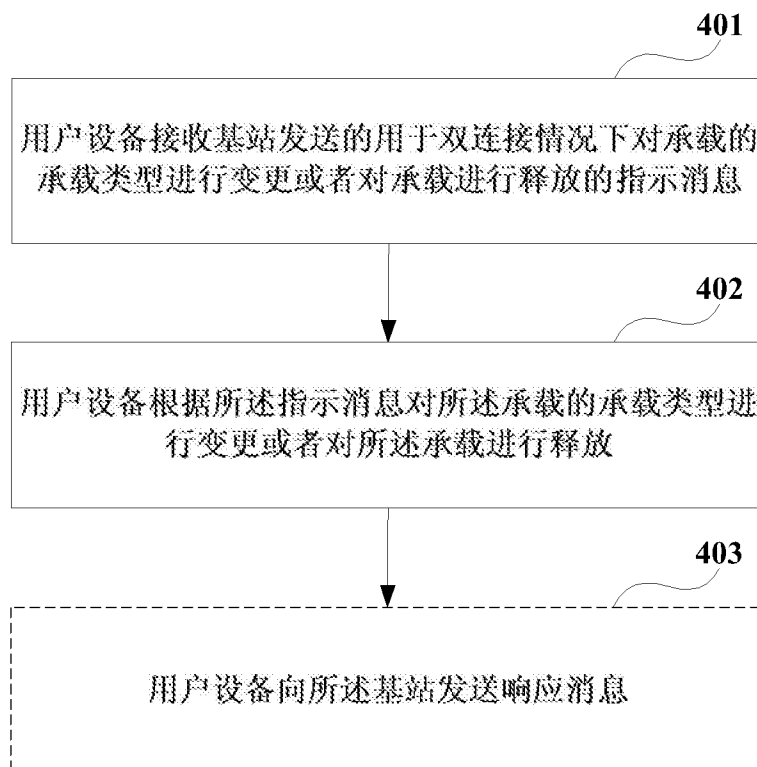 401
用户设备接收基站发送的用于双连接情况下对承载的
承载类型进行变更或者对承载进行释放的指示消息
402
用户设备根据所述指示消息对所述承载的承载类型进
行变更或者对所述承载进行释放
403
用户设备向所述基站发送响应消息